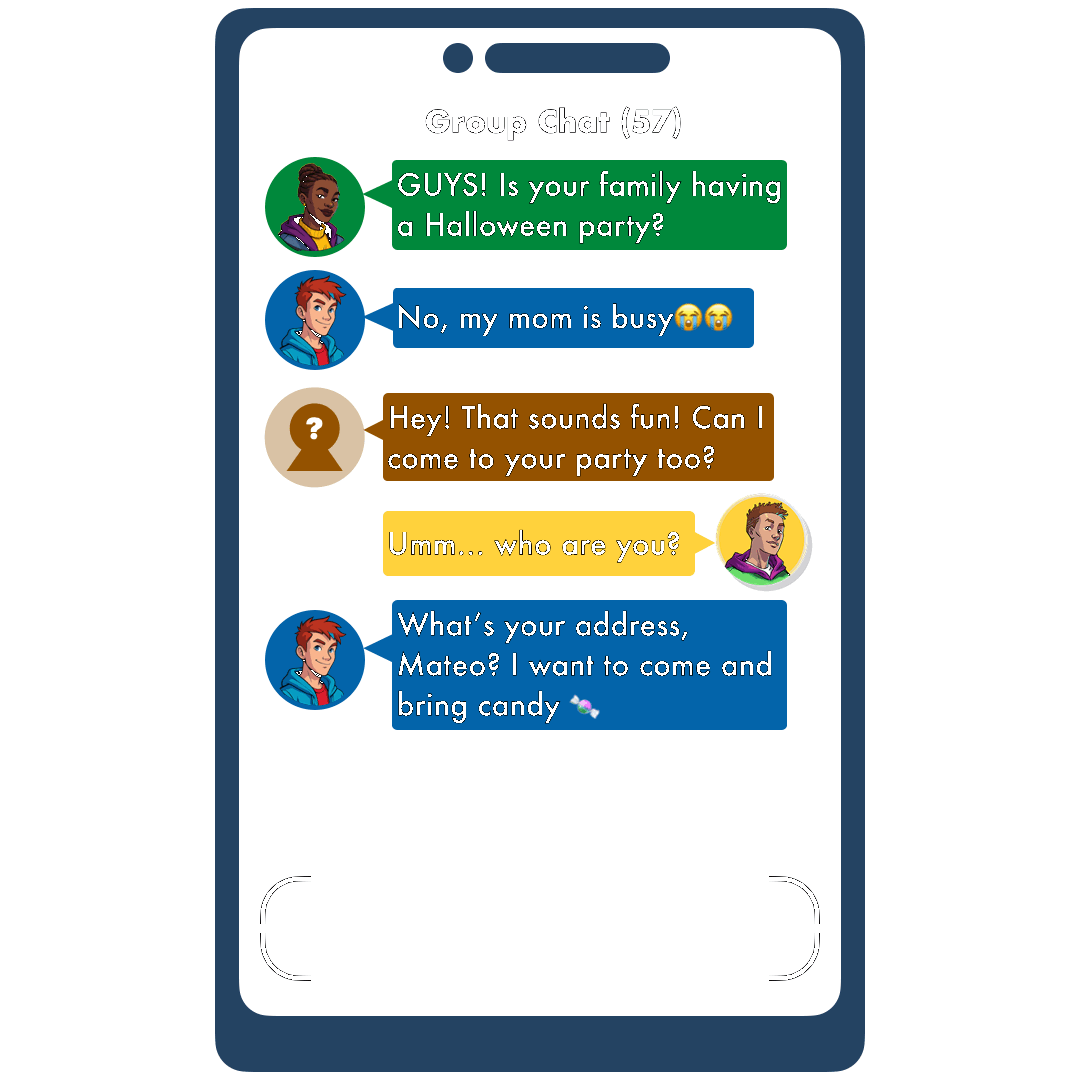 Group Chat (57)
GUYS! Is your family having
a Halloween party?
No, my mom is busy😭😭
?
Hey! That sounds fun! Can I
come to your party too?
Umm... who are you?
What’s your address,
Mateo? I want to come and
bring candy 🍬